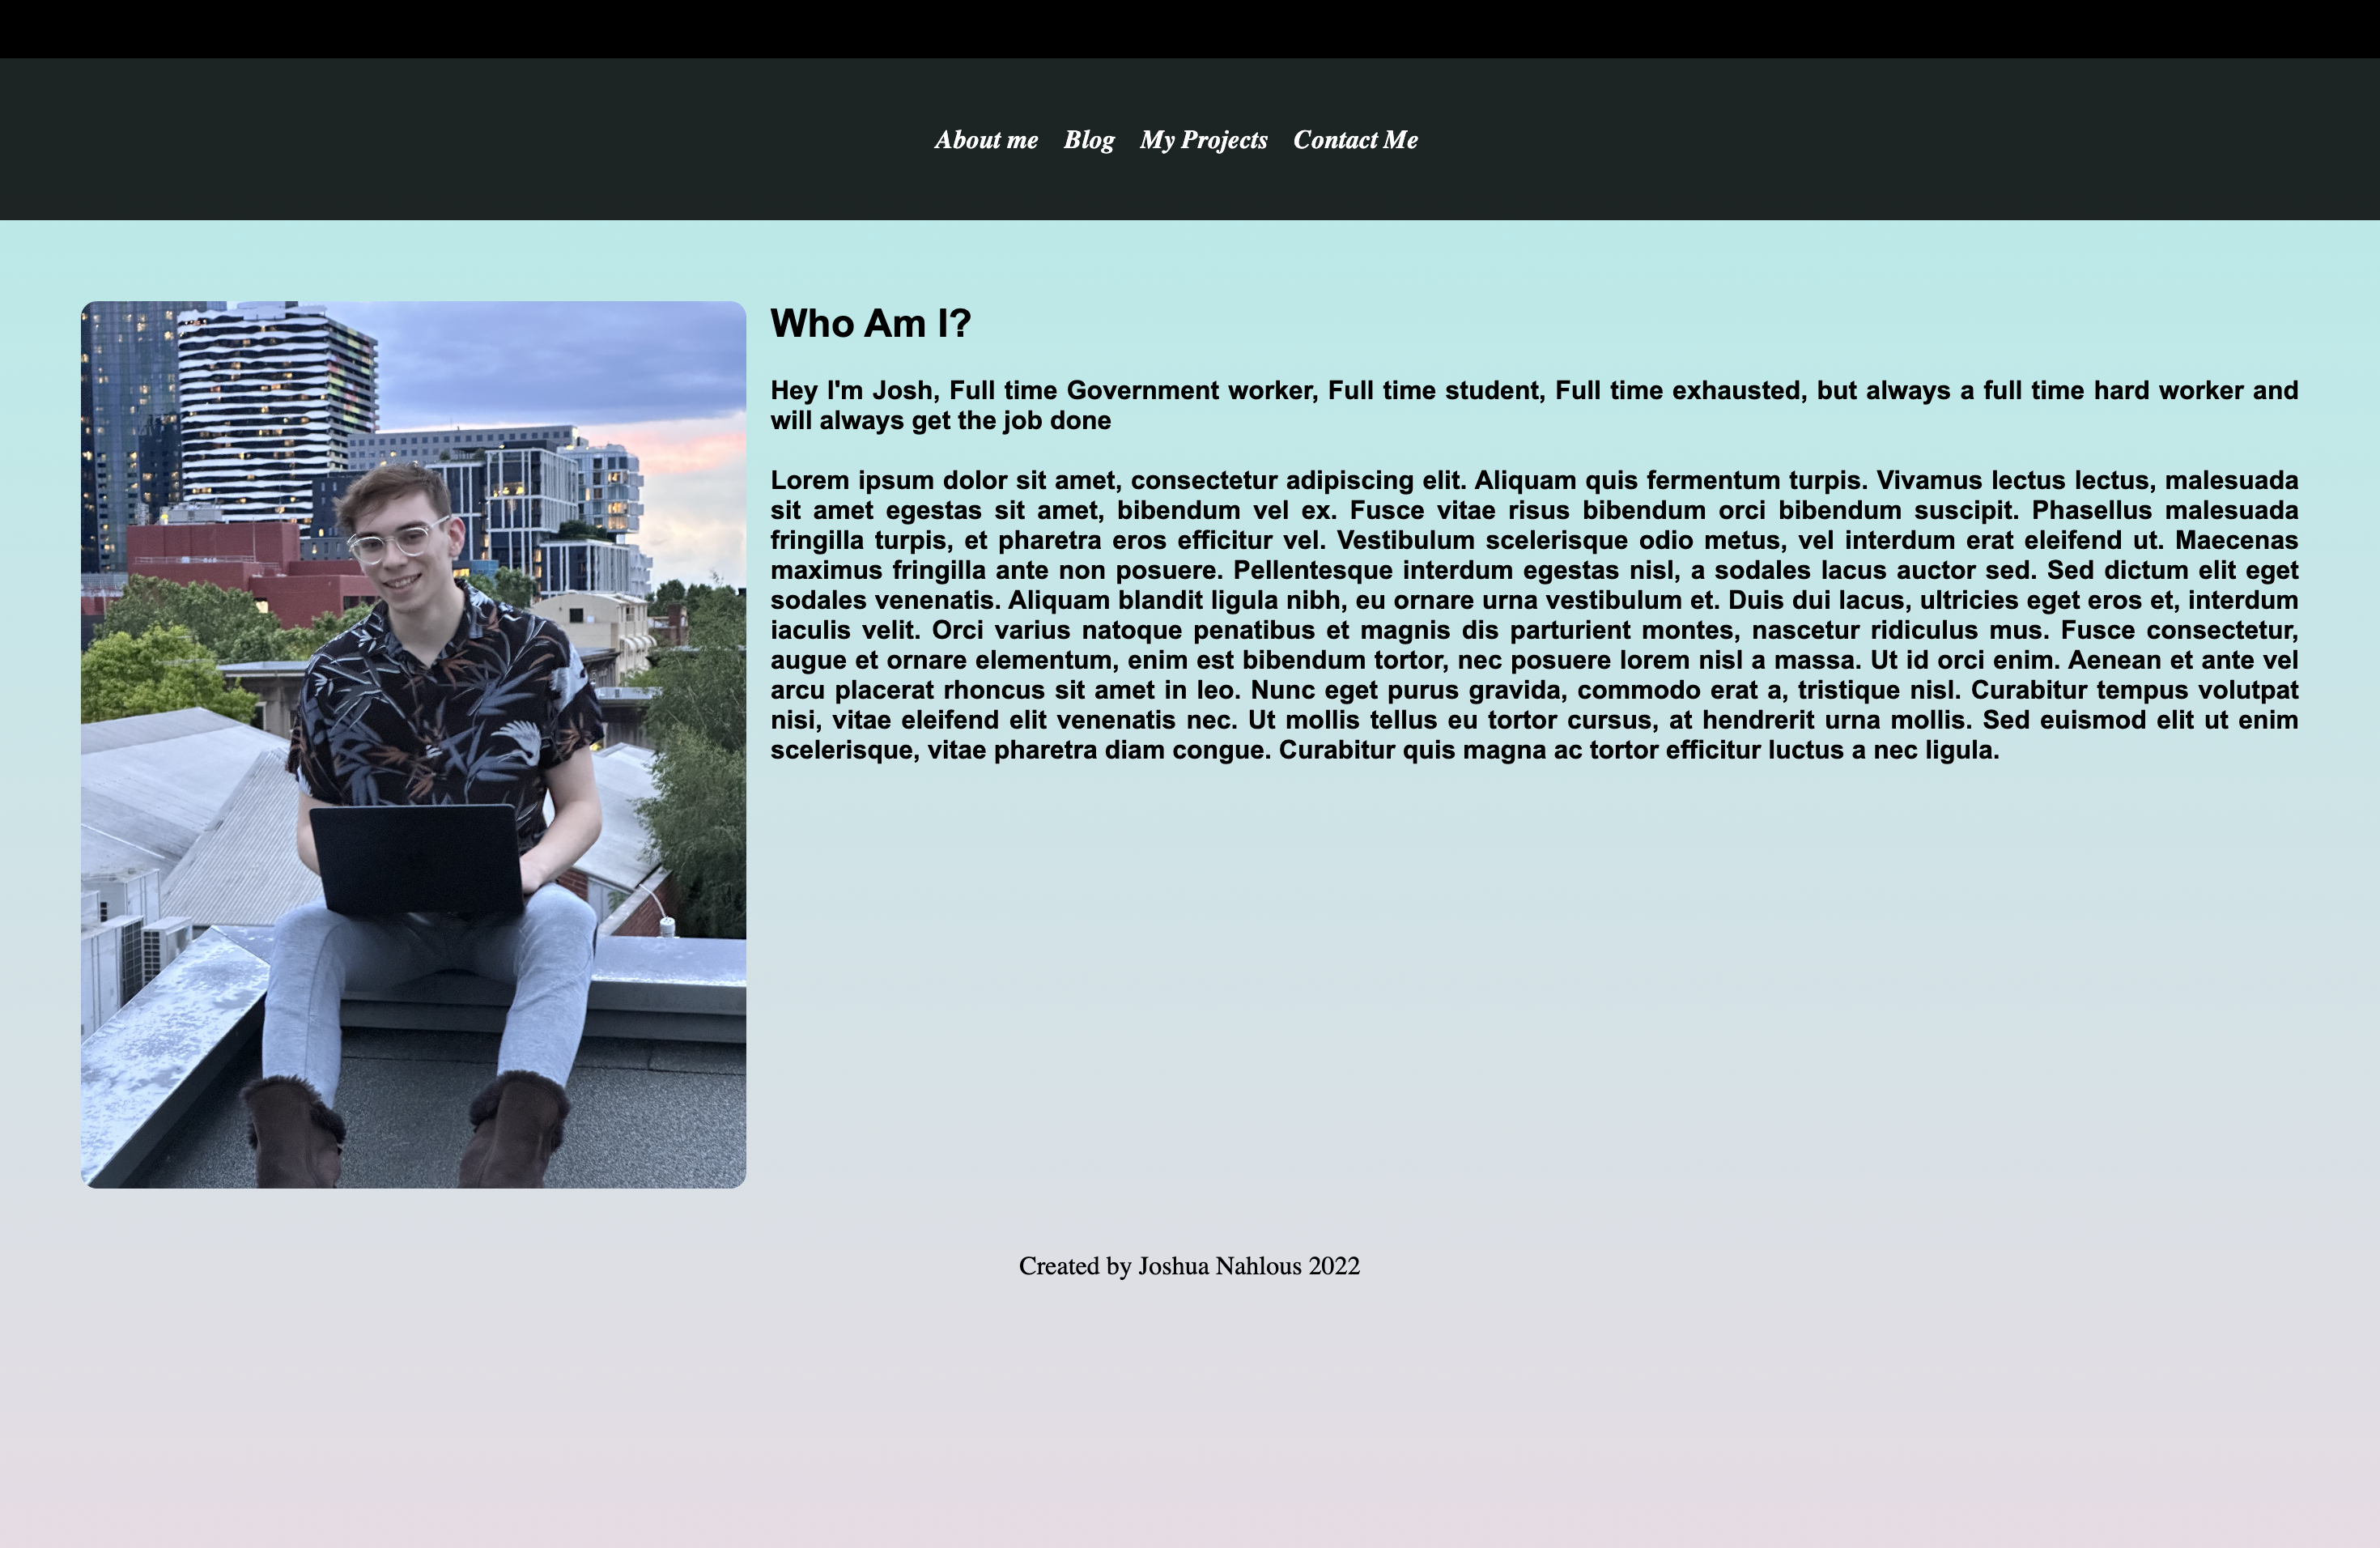 About me Blog My Projects Contact Me
Who Am I?
Hey I'm Josh, Full time Government worker, Full time student, Full time exhausted, but always a full time hard worker and
will always get the job done
Lorem ipsum dolor sit amet, consectetur adipiscing elit. Aliquam quis fermentum turpis. Vivamus lectus lectus, malesuada
sit amet egestas sit amet, bibendum vel ex. Fusce vitae risus bibendum orci bibendum suscipit. Phasellus malesuada
fringilla turpis, et pharetra eros efficitur vel. Vestibulum scelerisque odio metus, vel interdum erat eleifend ut. Maecenas
maximus fringilla ante non posuere. Pellentesque interdum egestas nisl, a sodales lacus auctor sed. Sed dictum elit eget
sodales venenatis. Aliquam blandit ligula nibh, eu ornare urna vestibulum et. Duis dui lacus, ultricies eget eros et, interdum
iaculis velit. Orci varius natoque penatibus et magnis dis parturient montes, nascetur ridiculus mus. Fusce consectetur,
augue et ornare elementum, enim est bibendum tortor, nec posuere lorem nisl a massa. Ut id orci enim. Aenean et ante vel
arcu placerat rhoncus sit amet in leo. Nunc eget purus gravida, commodo erat a, tristique nisl. Curabitur tempus volutpat
nisi, vitae eleifend elit venenatis nec. Ut mollis tellus eu tortor cursus, at hendrerit urna mollis. Sed euismod elit ut enim
scelerisque, vitae pharetra diam congue. Curabitur quis magna ac tortor efficitur luctus a nec ligula.
Created by Joshua Nahlous 2022